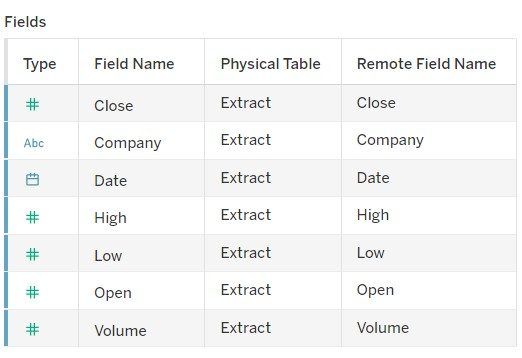 Fields
Type Field Name Physical Table Remote Field Name
# Close Extract Close
Abc Company Extract Company
Date Extract Date
# High Extract High
# Low Extract Low
# Open Extract Open
# Volume Extract Volume